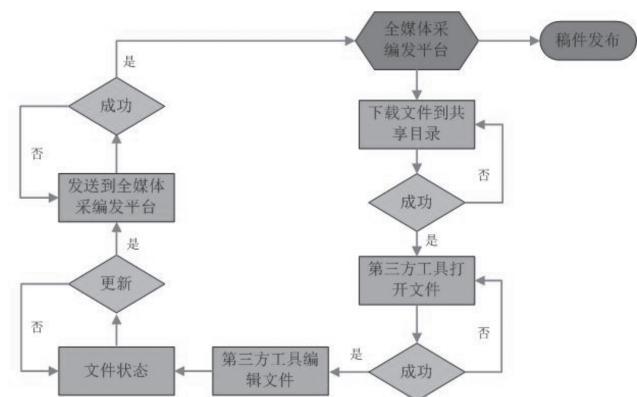 全媒体采
编发平台
稿件发布
是
成功
下载文件到共
享目录
否
否
发送到全媒体
采编发平台
成功
是
是
第三方工具打
开文件
更新
否
否
是
文件状态
第三方工具编
辑文件
成功